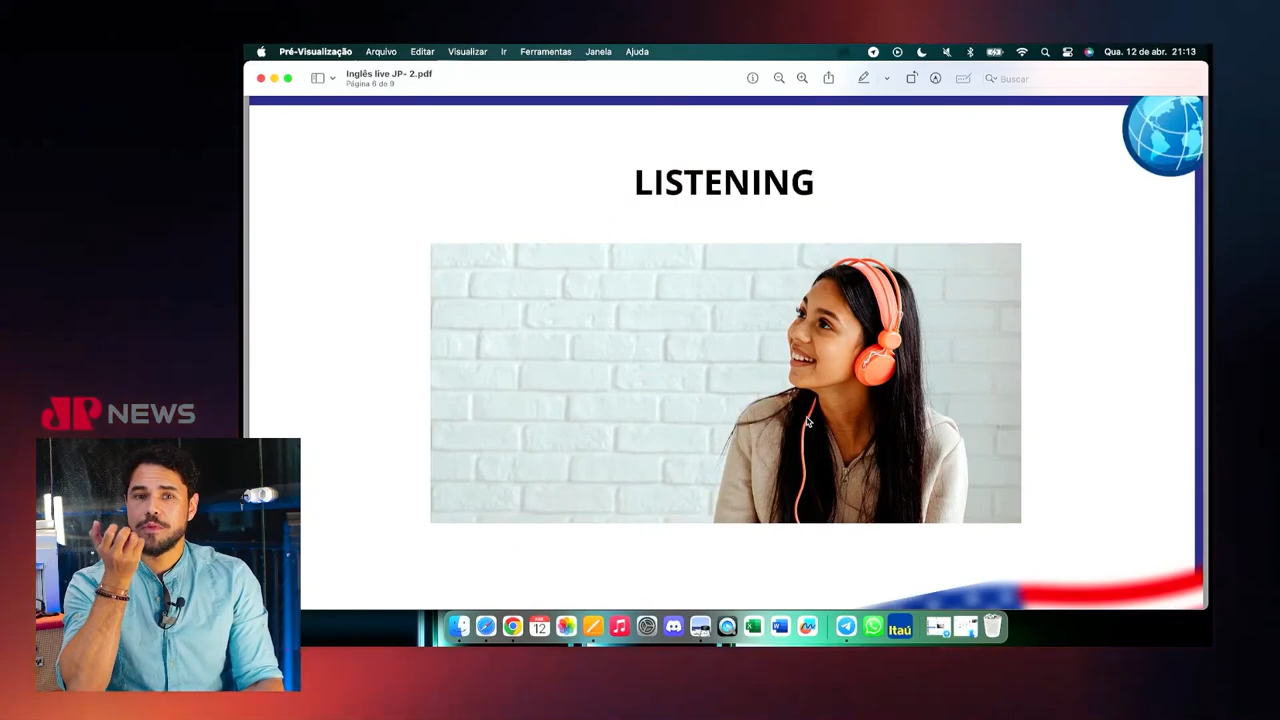 Pré-Visualização Arquivo Editar Visualizar Ir Ferramentas Janela Ajuda Qua. 12 de abr. 21:13
Inglês live JP- 2.pdf
Página 6 de 9
Buscar
LISTENING
JP NEWS
12
Itaú